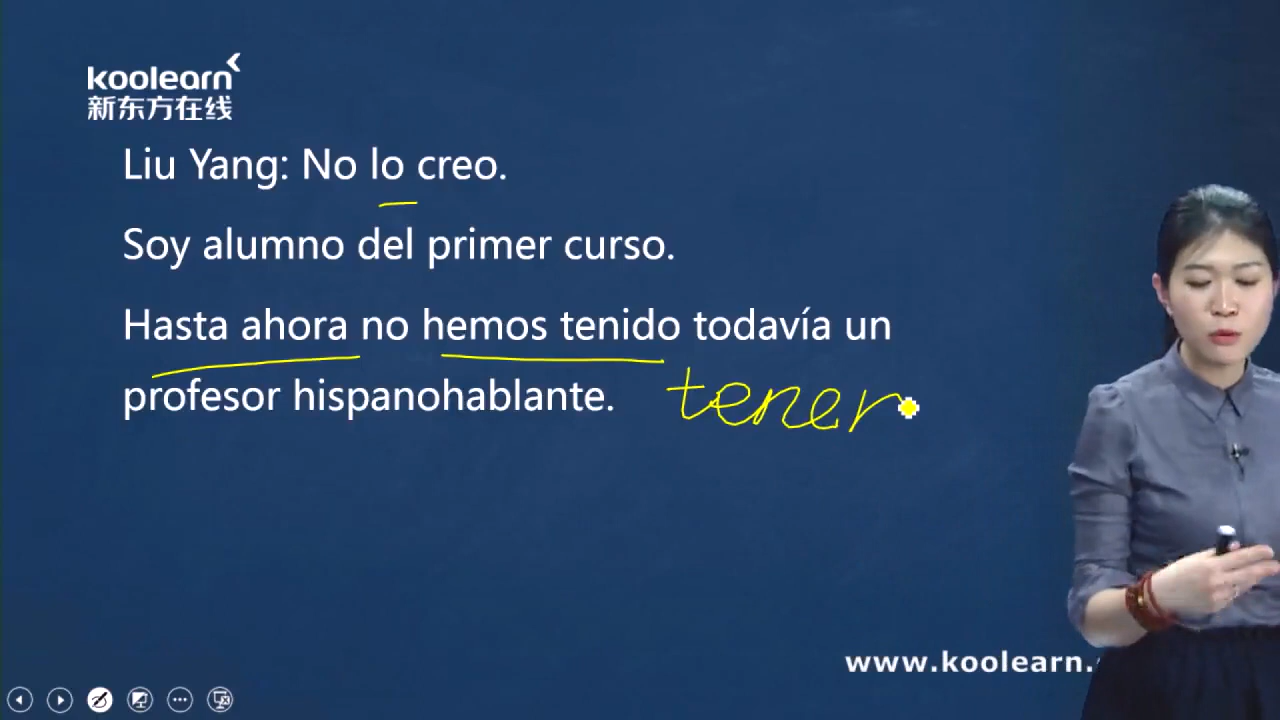 koolearn
新东方在线
Liu Yang: No lo creo.
Soy alumno del primer curso.
Hasta ahora no hemos tenido todavía un
profesor hispanohablante.
tener
www.koolearn.